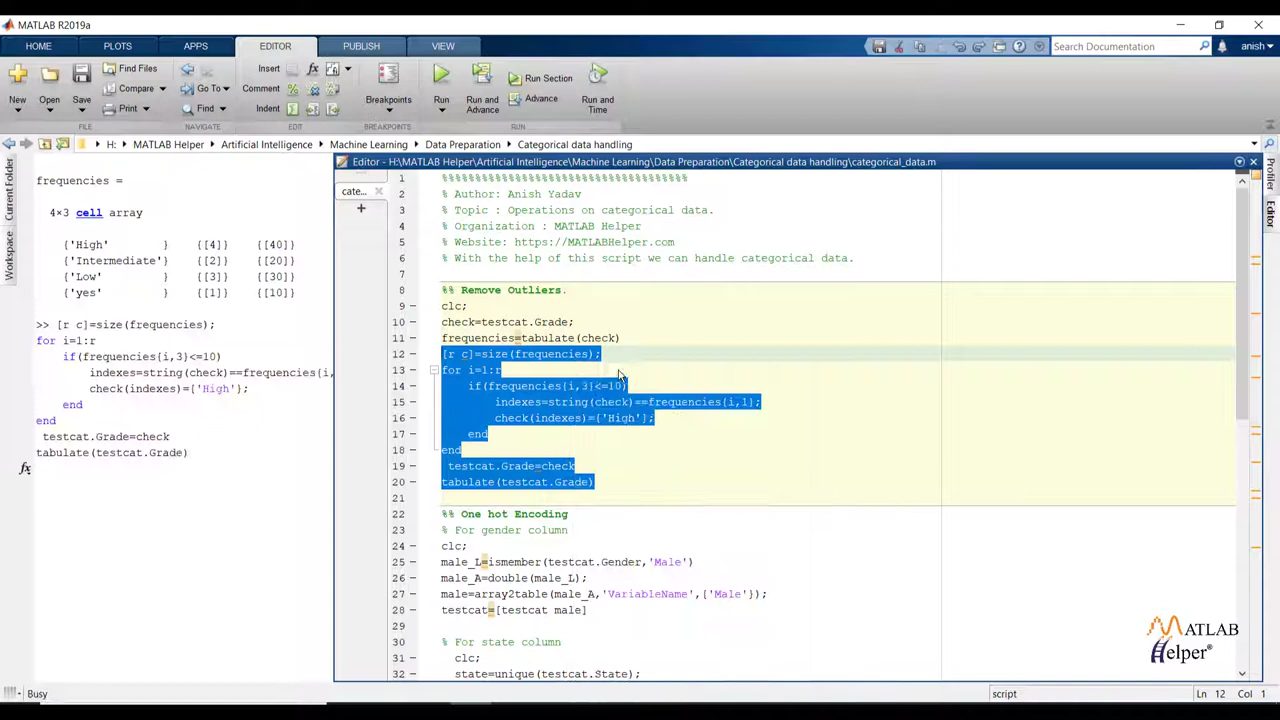 MATLAB R2019a
HOME PLOTS APPS EDITOR PUBLISH VIEW Search Documentation anish
New Open Save Find Files Compare Print Go To Find Insert fx Comment Indent Breakpoints Run Run and Advance Run Section Advance Run and Time
FILE NAVIGATE EDIT BREAKPOINTS RUN
H: MATLAB Helper Artificial Intelligence Machine Learning Data Preparation Categorical data handling
Current Folder
Workspace
frequencies =
4×3 cell array
{'High' } {[4]} {[40]}
{'Intermediate'} {[2]} {[20]}
{'Low' } {[3]} {[30]}
{'yes' } {[1]} {[10]}
>> [r c]=size(frequencies);
for i=1:r
if(frequencies{i,3}<=10)
indexes=string(check)==frequencies{i,
check(indexes)={'High'};
end
end
testcat.Grade=check
tabulate(testcat.Grade)
fx
Editor - H:\MATLAB Helper\Artificial Intelligence\Machine Learning\Data Preparation\Categorical data handling\categorical_data.m
cate...
1 %%%%%%%%%%%%%%%%%%%%%%%%%%%%%%%%%%%
2 % Author: Anish Yadav
3 % Topic : Operations on categorical data.
4 % Organization : MATLAB Helper
5 % Website: https://MATLABHelper.com
6 % With the help of this script we can handle categorical data.
7
8 %% Remove Outliers.
9 clc;
10 check=testcat.Grade;
11 frequencies=tabulate(check)
12 [r c]=size(frequencies);
13 for i=1:r
14 if(frequencies{i,3}<=10)
15 indexes=string(check)==frequencies{i,1};
16 check(indexes)={'High'};
17 end
18 end
19 testcat.Grade=check
20 tabulate(testcat.Grade)
21
22 %% One hot Encoding
23 % For gender column
24 clc;
25 male_L=ismember(testcat.Gender,'Male')
26 male_A=double(male_L);
27 male=array2table(male_A,'VariableName',{'Male'});
28 testcat=[testcat male]
29
30 % For state column
31 clc;
32 state=unique(testcat.State);
Profiler
Editor
MATLAB Helper®
Busy script Ln 12 Col 1